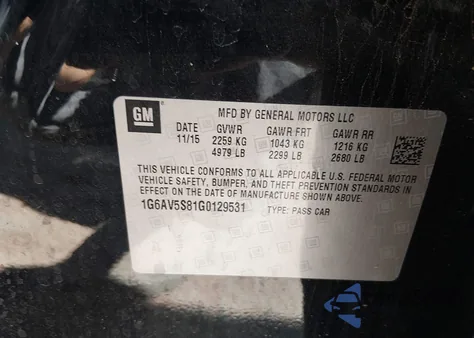 GM
MFD BY GENERAL MOTORS LLC
DATE GVWR GAWR FRT GAWR RR
11/15 2259 KG 1043 KG 1216 KG
4979 LB 2299 LB 2680 LB
THIS VEHICLE CONFORMS TO ALL APPLICABLE U.S. FEDERAL MOTOR
VEHICLE SAFETY, BUMPER, AND THEFT PREVENTION STANDARDS IN
EFFECT ON THE DATE OF MANUFACTURE SHOWN ABOVE.
1G6AV5S81G0129531 TYPE: PASS CAR